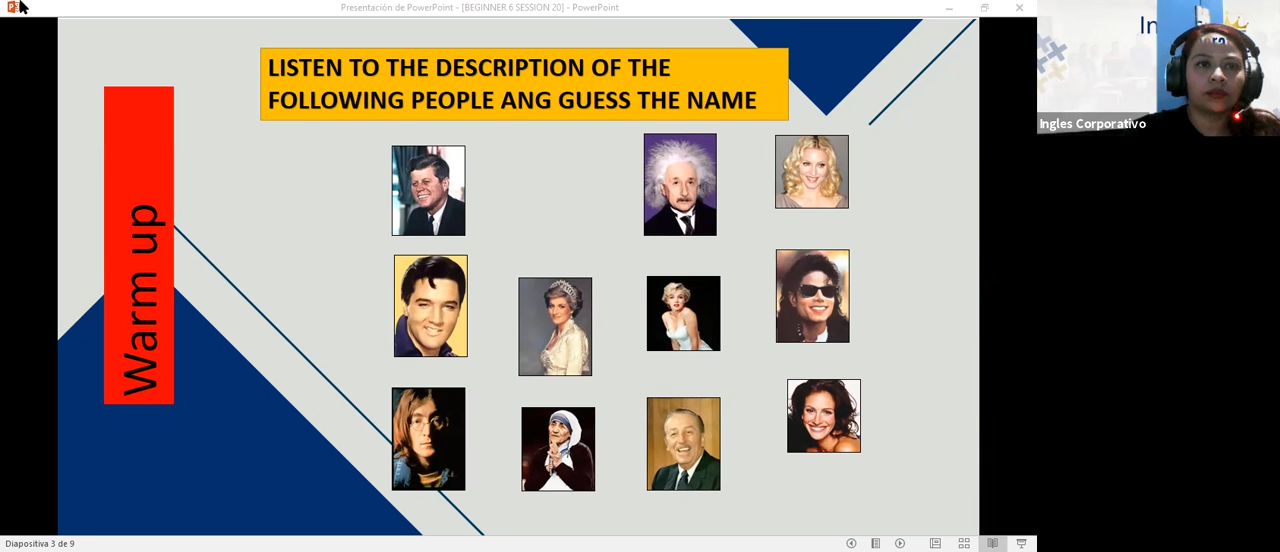 Presentación de PowerPoint - [BEGINNER 6 SESSION 20] - PowerPoint
LISTEN TO THE DESCRIPTION OF THE
FOLLOWING PEOPLE ANG GUESS THE NAME
Warm up
Ingles Corporativo
Diapositiva 3 de 9